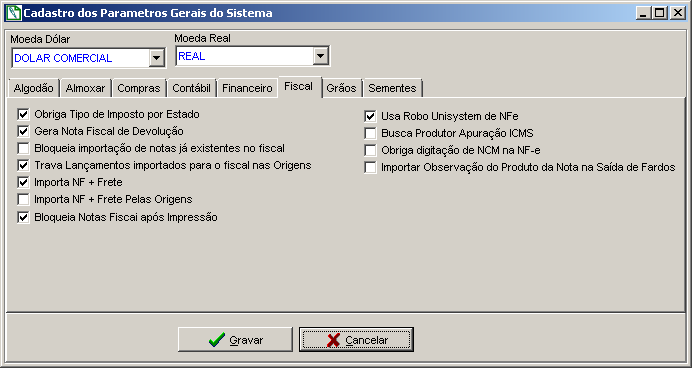 Cadastro dos Parametros Gerais do Sistema
Moeda Dólar
Moeda Real
DOLAR COMERCIAL
REAL
Algodão
Almoxar
Compras
Contábil
Financeiro
Fiscal
Grãos
Sementes
Obriga Tipo de Imposto por Estado
Gera Nota Fiscal de Devolução
Bloqueia importação de notas já existentes no fiscal
Trava Lançamentos importados para o fiscal nas Origens
Importa NF + Frete
Importa NF + Frete Pelas Origens
Bloqueia Notas Fiscai após Impressão
Usa Robo Unisystem de NFe
Busca Produtor Apuração ICMS
Obriga digitação de NCM na NF-e
Importar Observação do Produto da Nota na Saída de Fardos
Gravar
Cancelar